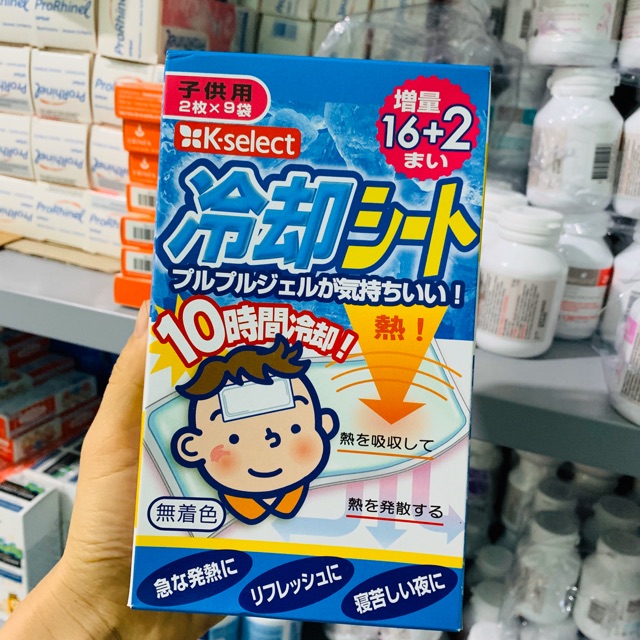 子供用
2枚×9袋
K-select
増量
16+2
まい
冷却シート
プルプルジェルが気持ちいい!
10時間冷却!
熱!
熱を吸収して
熱を発散する
無着色
急な発熱に
リフレッシュに
寝苦しい夜に
ProRhinel
ProRhinel
ProRhinel
ProRhinel